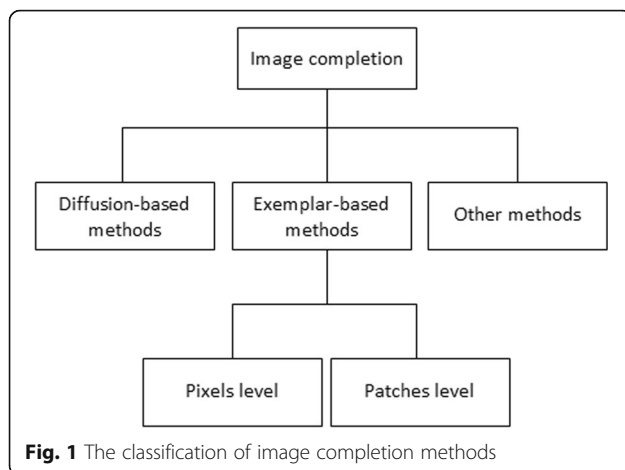 Image completion
Diffusion-based
methods
Exemplar-based
methods
Other methods
Pixels level
Patches level
Fig. 1 The classification of image completion methods